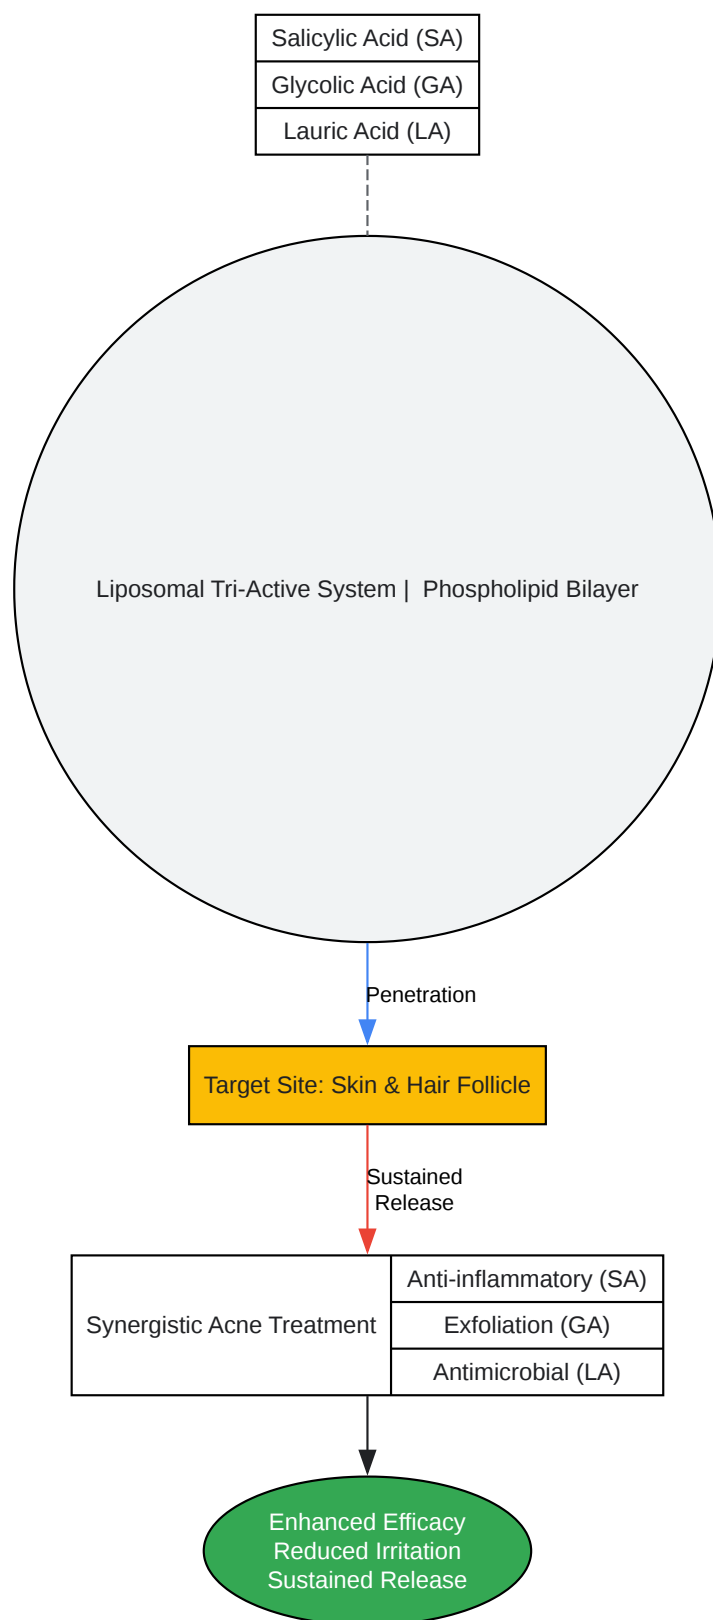 Salicylic Acid (SA)
Glycolic Acid (GA)
Lauric Acid (LA)
Liposomal Tri-Active System |  Phospholipid Bilayer
Penetration
Target Site: Skin & Hair Follicle
Sustained
Release
Synergistic Acne Treatment
Anti-inflammatory (SA)
Exfoliation (GA)
Antimicrobial (LA)
Enhanced Efficacy
Reduced Irritation
Sustained Release